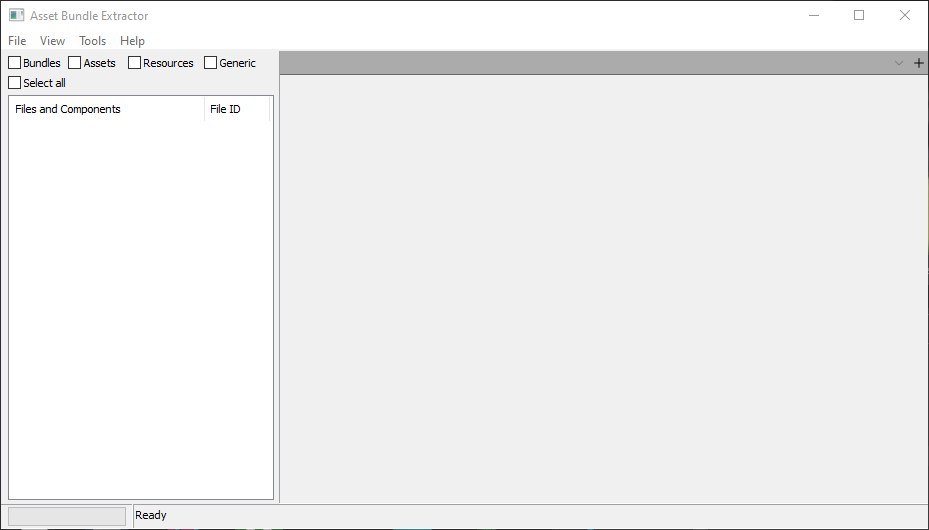 Asset Bundle Extractor
File View Tools Help
Bundles Assets Resources Generic
Select all
Files and Components File ID
Ready